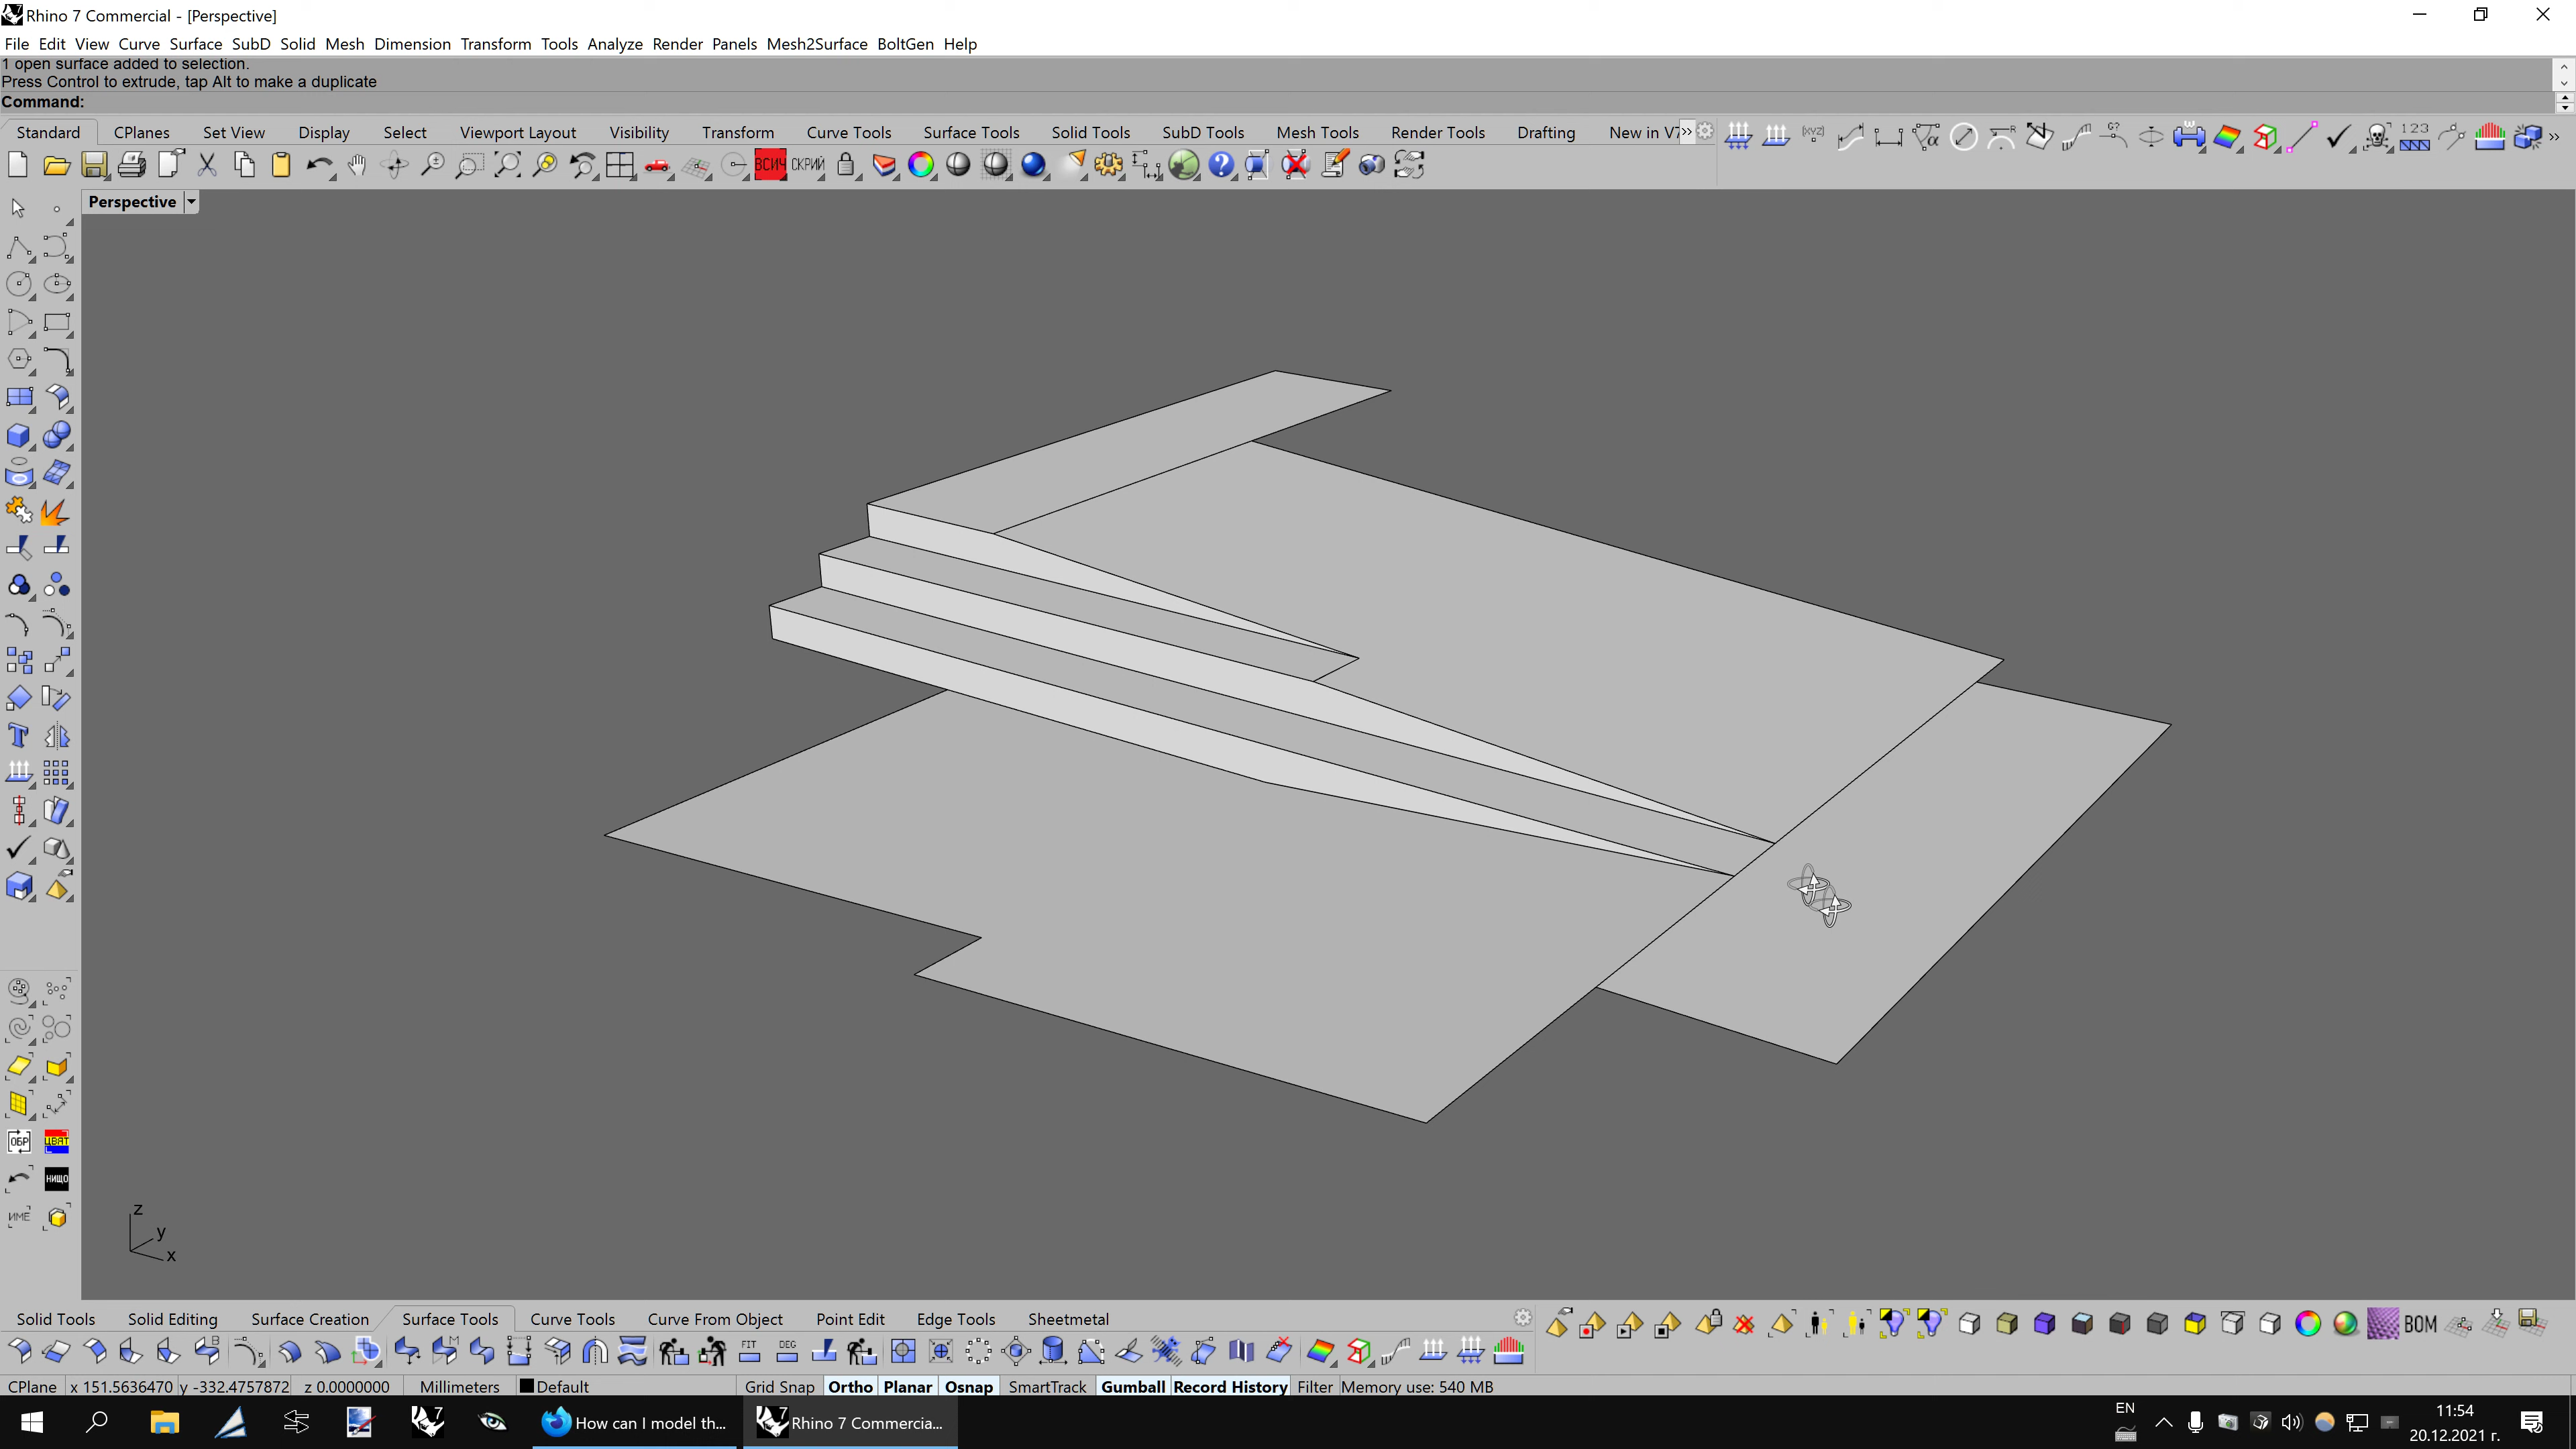 Rhino 7 Commercial - [Perspective]
File Edit View Curve Surface SubD Solid Mesh Dimension Transform Tools Analyze Render Panels Mesh2Surface BoltGen Help
1 open surface added to selection.
Press Control to extrude, tap Alt to make a duplicate
Command:
Standard CPlanes Set View Display Select Viewport Layout Visibility Transform Curve Tools Surface Tools Solid Tools SubD Tools Mesh Tools Render Tools Drafting New in V7
ВСИЧ СКРИЙ
Perspective
ОБР ЦВЯТ
НИЩО
ИМЕ
z
y
x
Solid Tools Solid Editing Surface Creation Surface Tools Curve Tools Curve From Object Point Edit Edge Tools Sheetmetal
BOM
FIT DEG
CPlane x 151.5636470 y -332.4757872 z 0.0000000 Millimeters Default Grid Snap Ortho Planar Osnap SmartTrack Gumball Record History Filter Memory use: 540 MB
How can I model th... Rhino 7 Commercia... EN 11:54
20.12.2021 г.